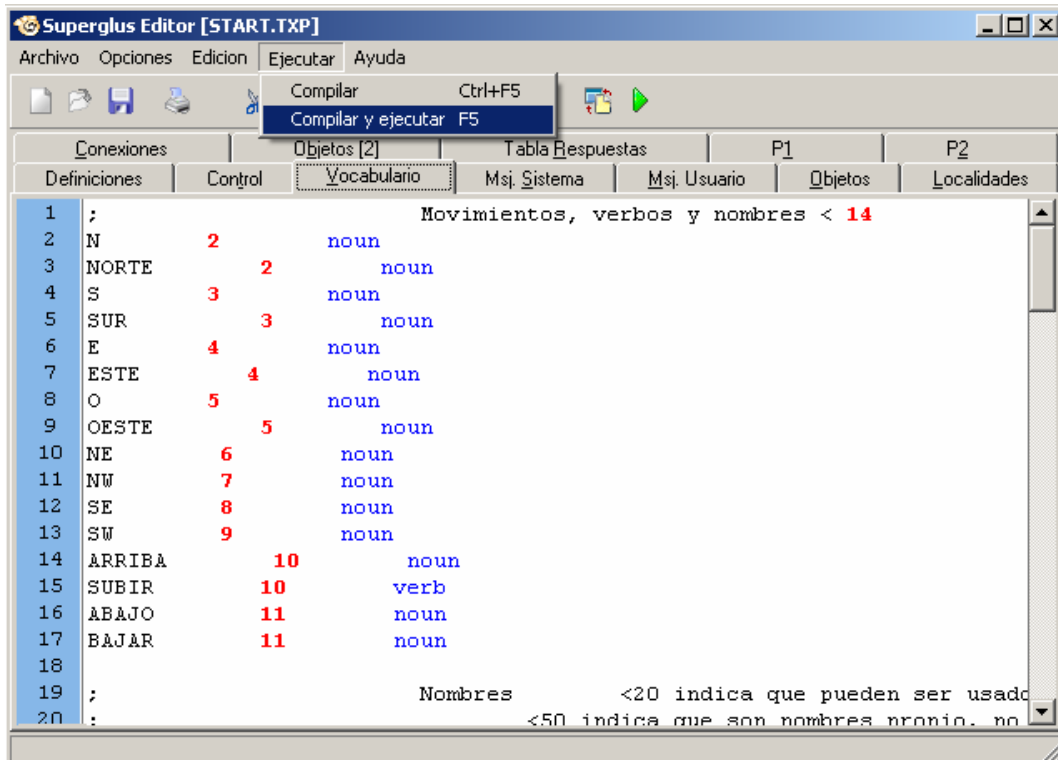 Superglus Editor [START.TXP]
Archivo Opciones Edicion Ejecutar Ayuda
Compilar Ctrl+F5
Compilar y ejecutar F5
Conexiones Objetos [2] Tabla Respuestas P1 P2
Definiciones Control Vocabulario Msj. Sistema Msj. Usuario Objetos Localidades
1 ; Movimientos, verbos y nombres < 14
2 N 2 noun
3 NORTE 2 noun
4 S 3 noun
5 SUR 3 noun
6 E 4 noun
7 ESTE 4 noun
8 O 5 noun
9 OESTE 5 noun
10 NE 6 noun
11 NW 7 noun
12 SE 8 noun
13 SW 9 noun
14 ARRIBA 10 noun
15 SUBIR 10 verb
16 ABAJO 11 noun
17 BAJAR 11 noun
18
19 ; Nombres <20 indica que pueden ser usado
20 ; <50 indica que son nombres propio, no